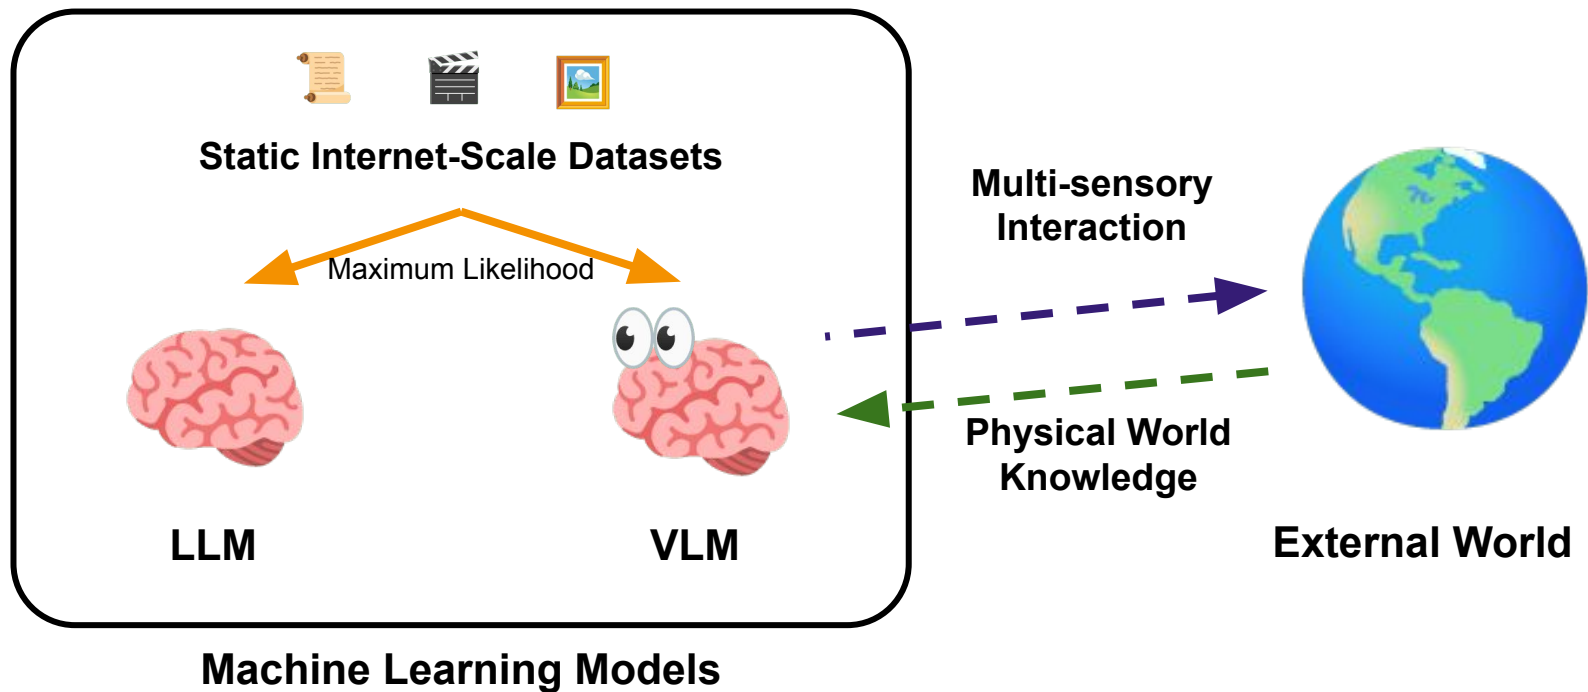 Static Internet-Scale Datasets
Maximum Likelihood
LLM
VLM
Multi-sensory
Interaction
Physical World
Knowledge
External World
Machine Learning Models